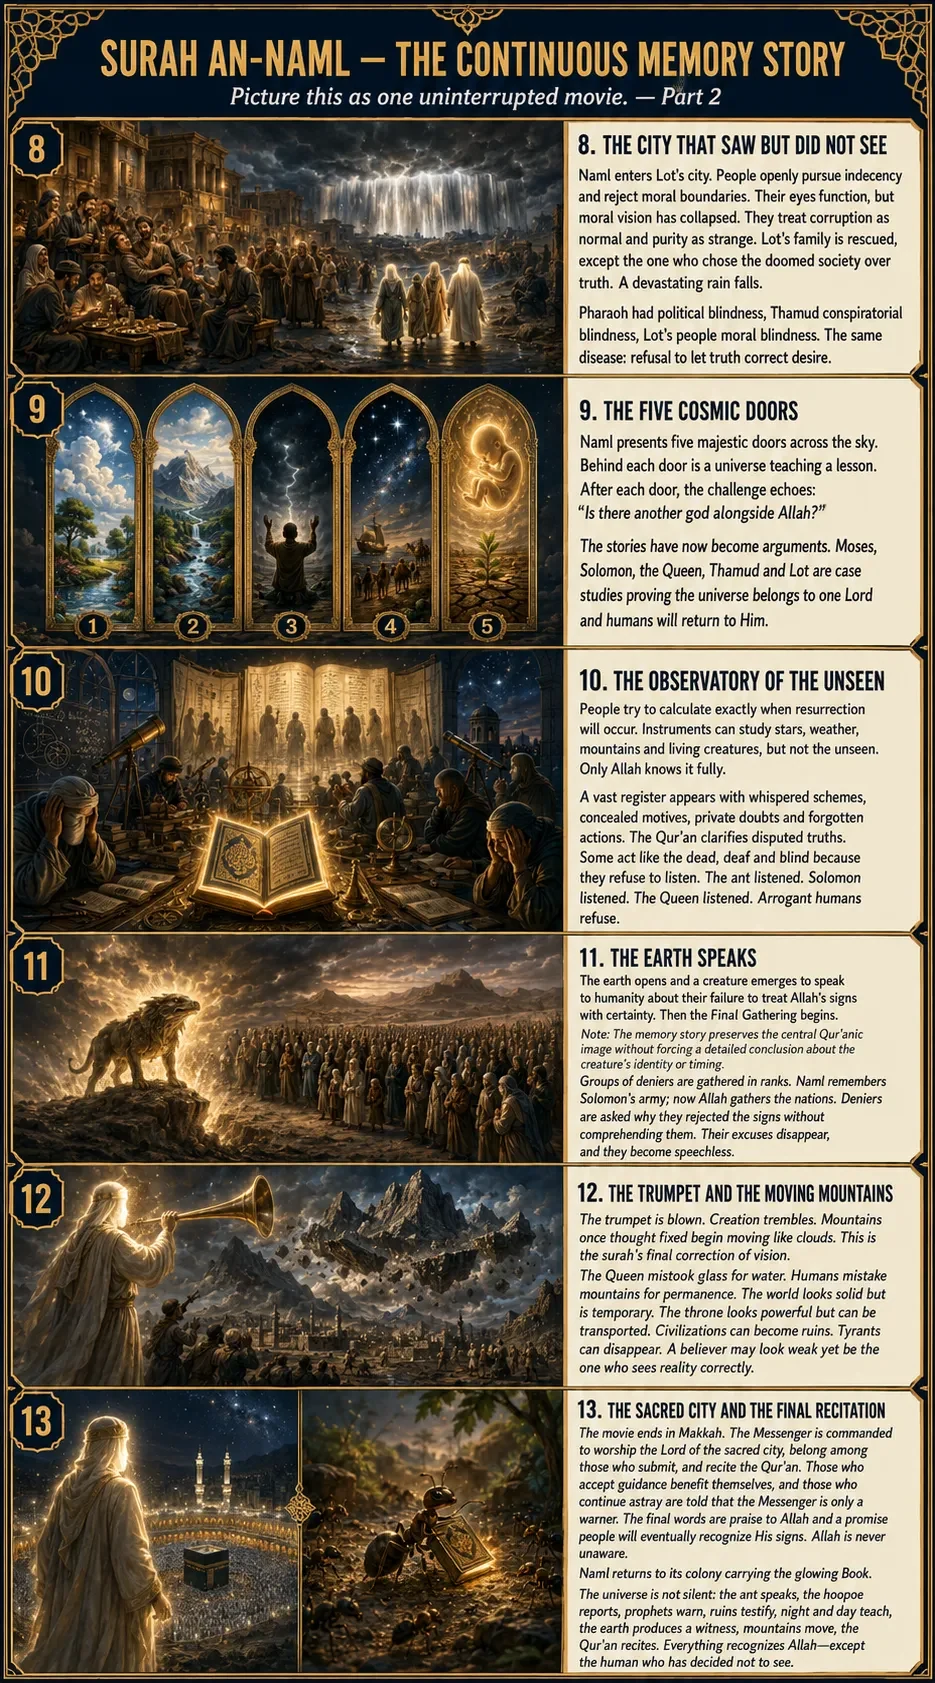 SURAH AN-NAML — THE CONTINUOUS MEMORY STORY
Picture this as one uninterrupted movie. — Part 2
8
8. THE CITY THAT SAW BUT DID NOT SEE
Naml enters Lot's city. People openly pursue indecency
and reject moral boundaries. Their eyes function, but
moral vision has collapsed. They treat corruption as
normal and purity as strange. Lot's family is rescued,
except the one who chose the doomed society over
truth. A devastating rain falls.
Pharaoh had political blindness, Thamud conspiratorial
blindness, Lot's people moral blindness. The same
disease: refusal to let truth correct desire.
9
1
2
3
4
5
9. THE FIVE COSMIC DOORS
Naml presents five majestic doors across the sky.
Behind each door is a universe teaching a lesson.
After each door, the challenge echoes:
“Is there another god alongside Allah?”
The stories have now become arguments. Moses,
Solomon, the Queen, Thamud and Lot are case
studies proving the universe belongs to one Lord
and humans will return to Him.
10
10. THE OBSERVATORY OF THE UNSEEN
People try to calculate exactly when resurrection
will occur. Instruments can study stars, weather,
mountains and living creatures, but not the unseen.
Only Allah knows it fully.
A vast register appears with whispered schemes,
concealed motives, private doubts and forgotten
actions. The Qur'an clarifies disputed truths.
Some act like the dead, deaf and blind because
they refuse to listen. The ant listened. Solomon
listened. The Queen listened. Arrogant humans
refuse.
11
11. THE EARTH SPEAKS
The earth opens and a creature emerges to speak
to humanity about their failure to treat Allah's signs
with certainty. Then the Final Gathering begins.
Note: The memory story preserves the central Qur'anic
image without forcing a detailed conclusion about the
creature's identity or timing.
Groups of deniers are gathered in ranks. Naml remembers
Solomon's army; now Allah gathers the nations. Deniers
are asked why they rejected the signs without
comprehending them. Their excuses disappear,
and they become speechless.
12
12. THE TRUMPET AND THE MOVING MOUNTAINS
The trumpet is blown. Creation trembles. Mountains
once thought fixed begin moving like clouds. This is
the surah's final correction of vision.
The Queen mistook glass for water. Humans mistake
mountains for permanence. The world looks solid but
is temporary. The throne looks powerful but can be
transported. Civilizations can become ruins. Tyrants
can disappear. A believer may look weak yet be the
one who sees reality correctly.
13
13. THE SACRED CITY AND THE FINAL RECITATION
The movie ends in Makkah. The Messenger is commanded
to worship the Lord of the sacred city, belong among
those who submit, and recite the Qur'an. Those who
accept guidance benefit themselves, and those who
continue astray are told that the Messenger is only a
warner. The final words are praise to Allah and a promise
people will eventually recognize His signs. Allah is never
unaware.
Naml returns to its colony carrying the glowing Book.
The universe is not silent: the ant speaks, the hoopoe
reports, prophets warn, ruins testify, night and day teach,
the earth produces a witness, mountains move, the
Qur'an recites. Everything recognizes Allah—except
the human who has decided not to see.